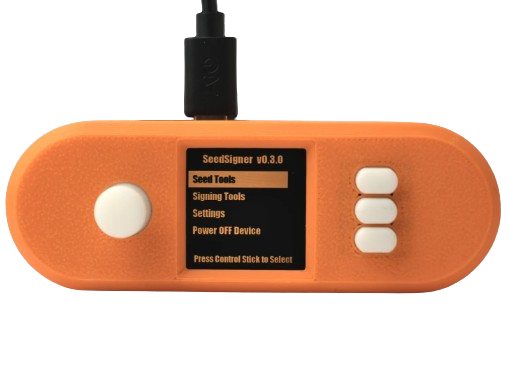 SeedSigner v0.3.0
Seed Tools
Signing Tools
Settings
Power OFF Device
Press Control Stick to Select